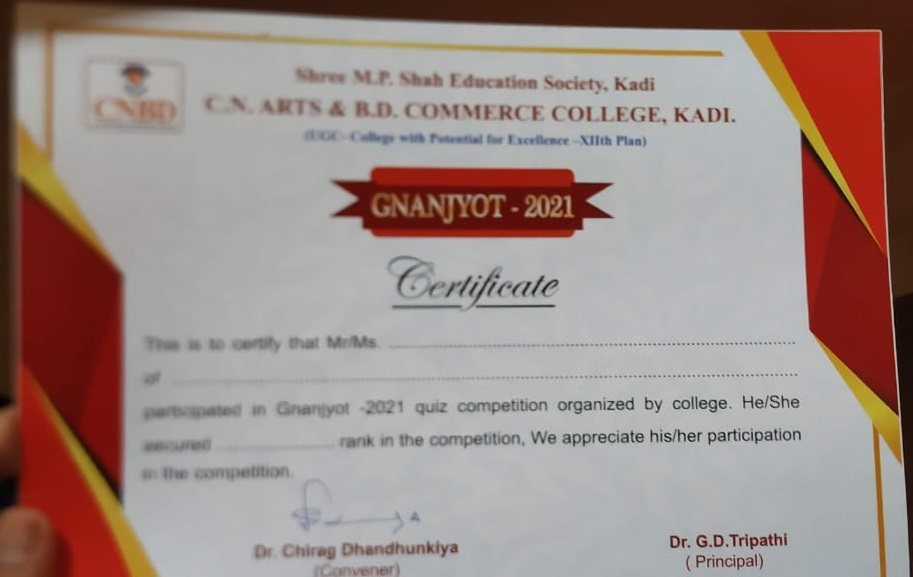 CNBD
Shree M.P. Shah Education Society, Kadi
C.N. ARTS & B.D. COMMERCE COLLEGE, KADI.
(UGC- College with Potential for Excellence -XIIth Plan)
GNANJYOT - 2021
Certificate
This is to certify that Mr/Ms. ........................................................................
of ........................................................................................................................
participated in Gnanjyot -2021 quiz competition organized by college. He/She
secured ........................ rank in the competition, We appreciate his/her participation
in the competition.
Dr. Chirag Dhandhunkiya
(Convener)
Dr. G.D.Tripathi
( Principal)